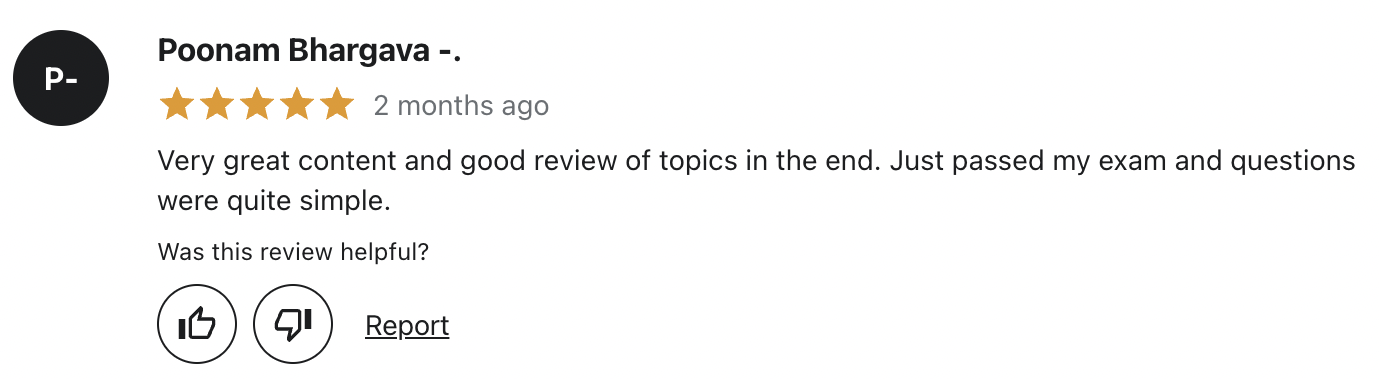 P-
Poonam Bhargava -.
2 months ago
Very great content and good review of topics in the end. Just passed my exam and questions
were quite simple.
Was this review helpful?
Report